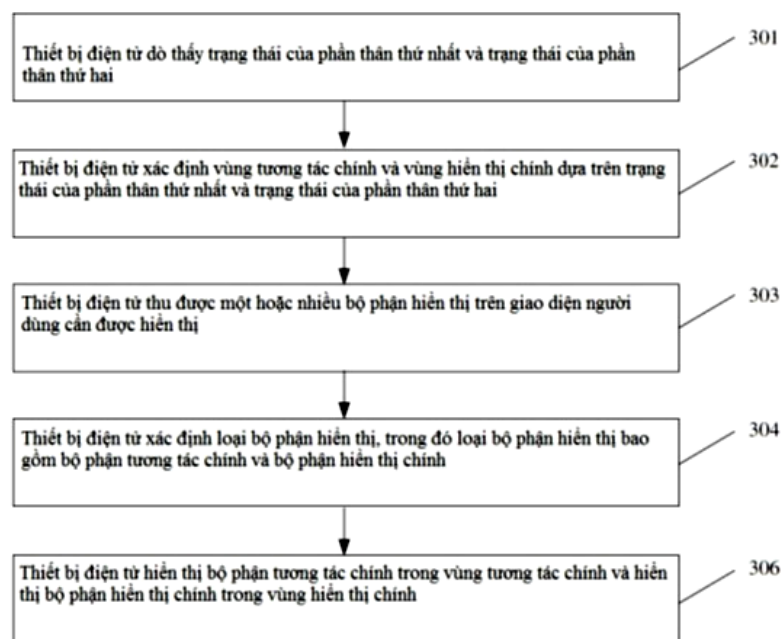 Thiết bị điện tử dò thấy trạng thái của phần thân thứ nhất và trạng thái của phần
thân thứ hai
301
Thiết bị điện tử xác định vùng tương tác chính và vùng hiển thị chính dựa trên trạng
thái của phần thân thứ nhất và trạng thái của phần thân thứ hai
302
Thiết bị điện tử thu được một hoặc nhiều bộ phận hiển thị trên giao diện người
dùng cần được hiển thị
303
Thiết bị điện tử xác định loại bộ phận hiển thị, trong đó loại bộ phận hiển thị bao
gồm bộ phận tương tác chính và bộ phận hiển thị chính
304
Thiết bị điện tử hiển thị bộ phận tương tác chính trong vùng tương tác chính và hiển
thị bộ phận hiển thị chính trong vùng hiển thị chính
306